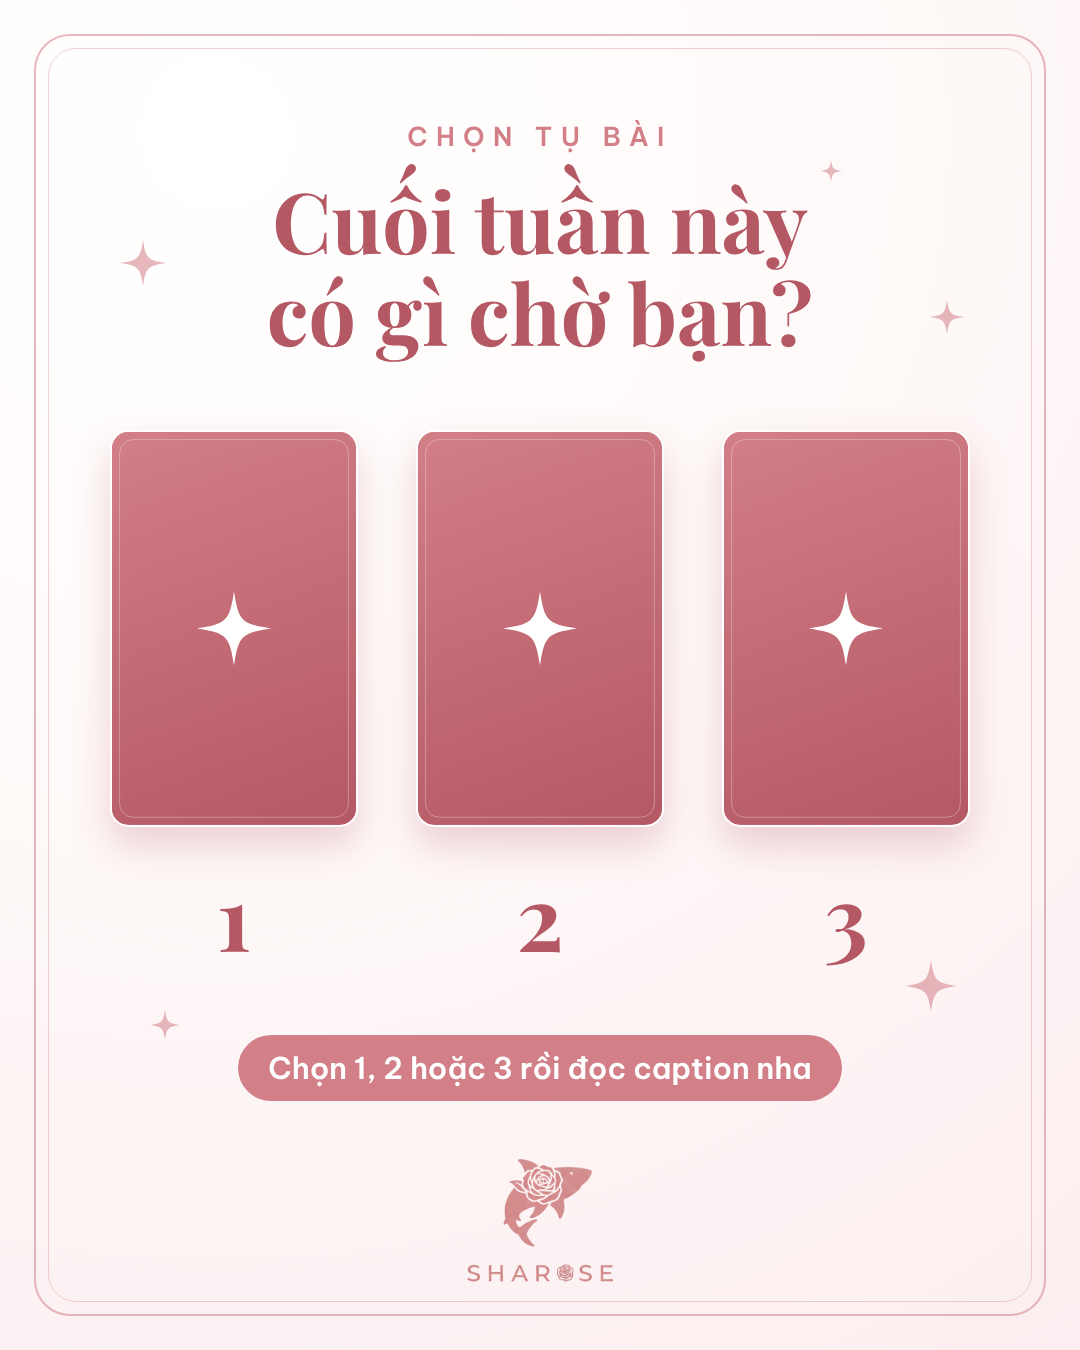 CHỌN TỤ BÀI
Cuối tuần này
có gì chờ bạn?
1
2
3
Chọn 1, 2 hoặc 3 rồi đọc caption nha
SHAROSE